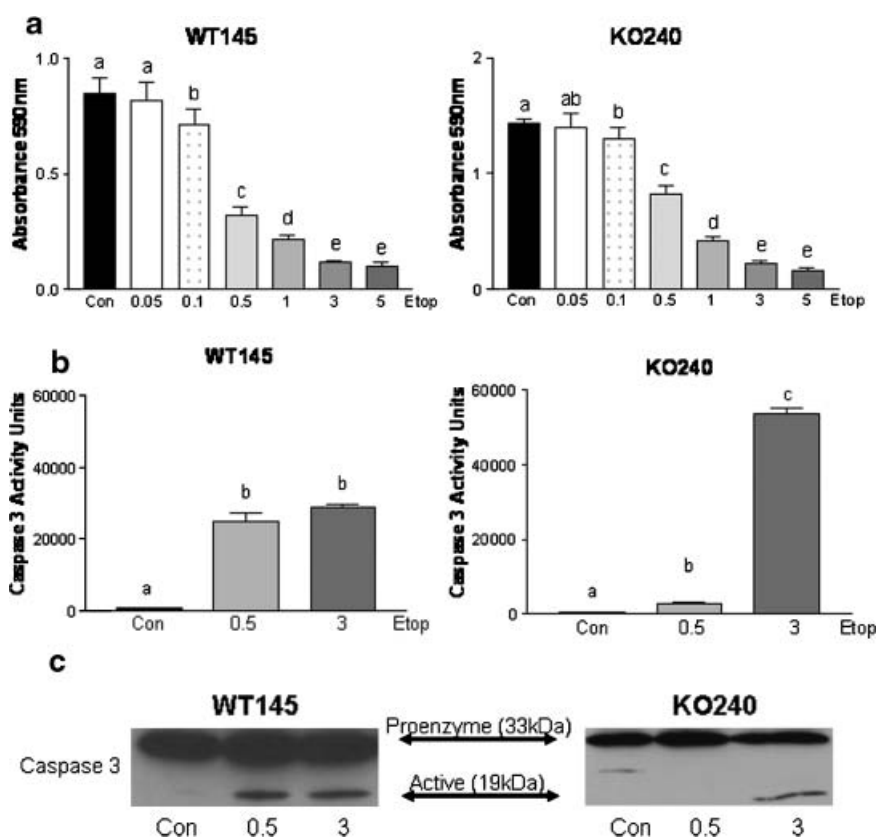 a
WT145
KO240
Absorbance 590nm
1.0
0.5
0.0
a a b c d e e
Con 0.05 0.1 0.5 1 3 5 Etop
Absorbance 590nm
2
1
0
a ab b c d e e
Con 0.05 0.1 0.5 1 3 5 Etop
b
WT145
KO240
Caspase 3 Activity Units
60000
40000
20000
0
a b b
Con 0.5 3 Etop
Caspase 3 Activity Units
60000
40000
20000
0
a b c
Con 0.5 3 Etop
c
WT145
KO240
Proenzyme (33kDa)
Caspase 3
Active (19kDa)
Con 0.5 3
Con 0.5 3